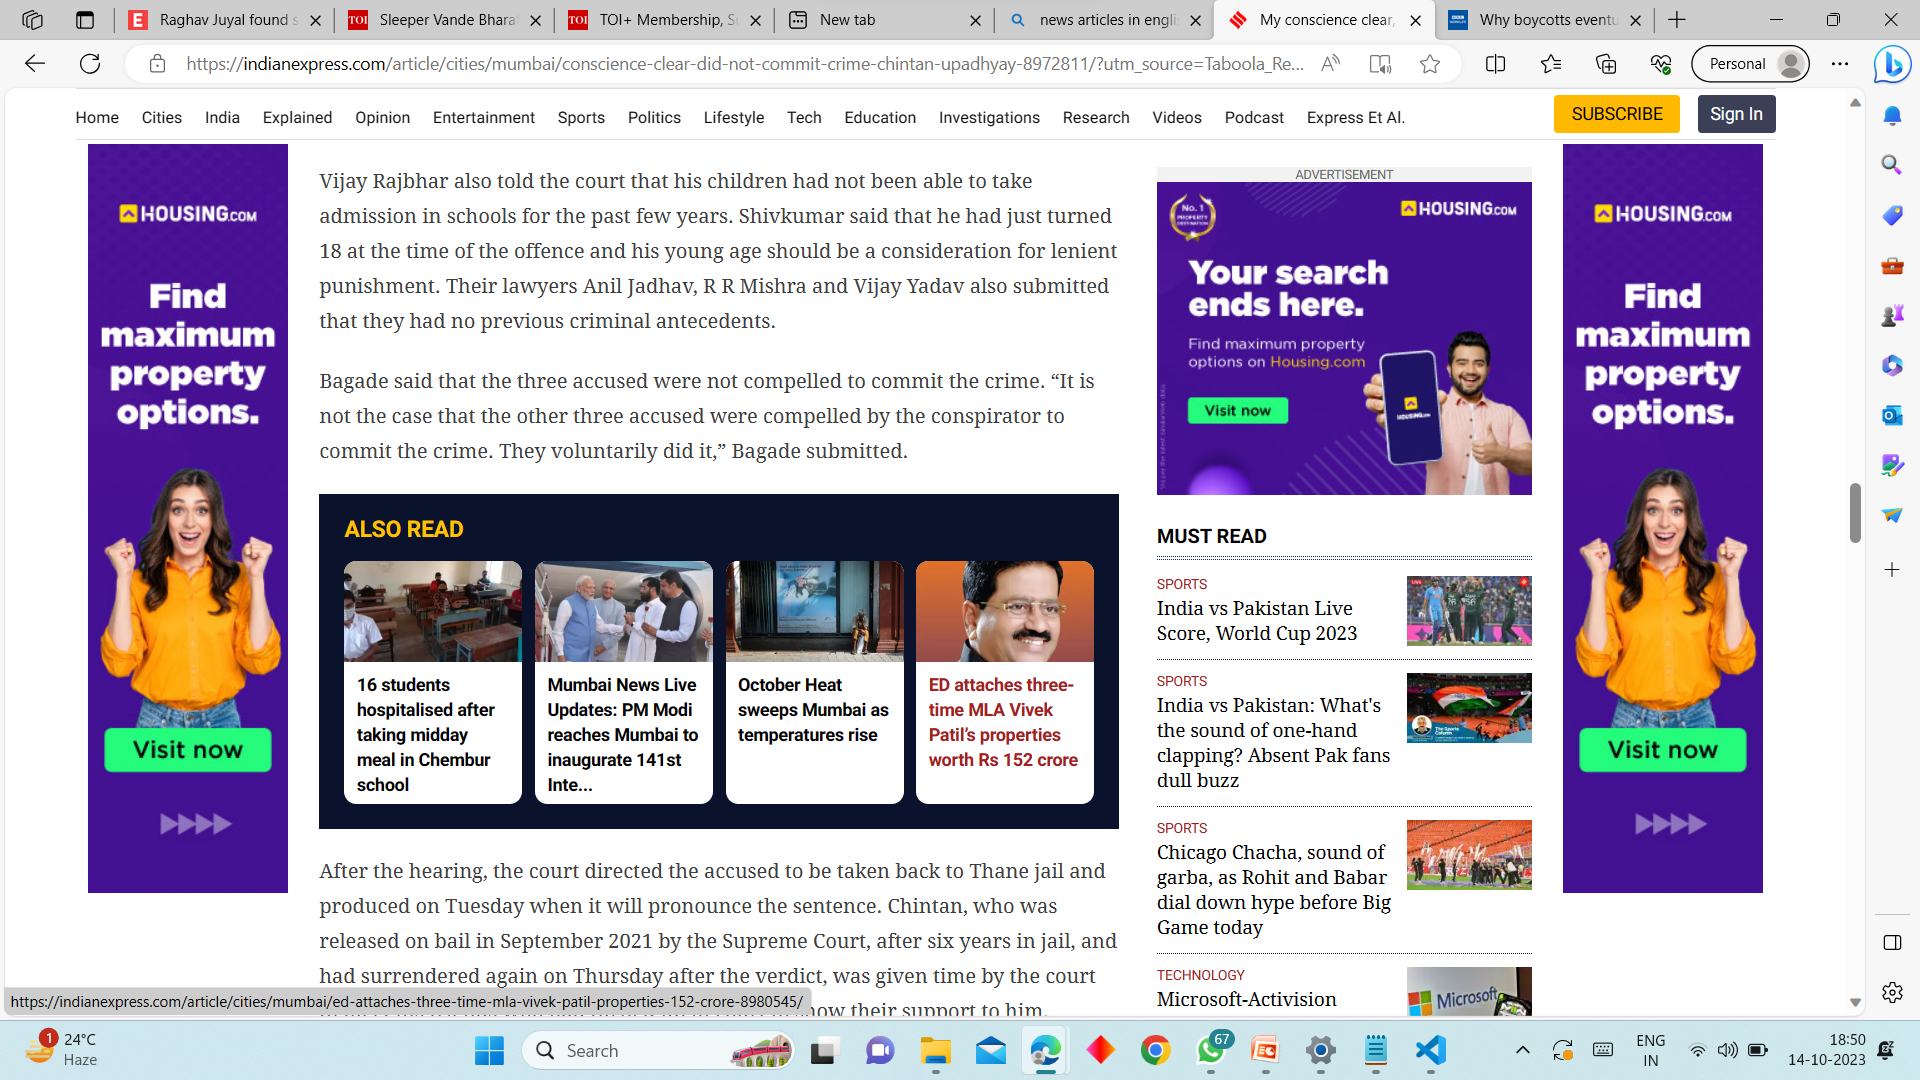 Raghav Juyal found s
Sleeper Vande Bharat
TOI+ Membership, Su
New tab
news articles in englis
My conscience clear,
Why boycotts eventu
https://indianexpress.com/article/cities/mumbai/conscience-clear-did-not-commit-crime-chintan-upadhyay-8972811/?utm_source=Taboola_Re...
Personal
Home
Cities
India
Explained
Opinion
Entertainment
Sports
Politics
Lifestyle
Tech
Education
Investigations
Research
Videos
Podcast
Express Et Al.
SUBSCRIBE
Sign In
HOUSING.COM
Find
maximum
property
options.
Visit now
Vijay Rajbhar also told the court that his children had not been able to take
admission in schools for the past few years. Shivkumar said that he had just turned
18 at the time of the offence and his young age should be a consideration for lenient
punishment. Their lawyers Anil Jadhav, R R Mishra and Vijay Yadav also submitted
that they had no previous criminal antecedents.
Bagade said that the three accused were not compelled to commit the crime. “It is
not the case that the other three accused were compelled by the conspirator to
commit the crime. They voluntarily did it,” Bagade submitted.
ALSO READ
16 students
hospitalised after
taking midday
meal in Chembur
school
Mumbai News Live
Updates: PM Modi
reaches Mumbai to
inaugurate 141st
Inte...
October Heat
sweeps Mumbai as
temperatures rise
ED attaches three-
time MLA Vivek
Patil’s properties
worth Rs 152 crore
After the hearing, the court directed the accused to be taken back to Thane jail and
produced on Tuesday when it will pronounce the sentence. Chintan, who was
released on bail in September 2021 by the Supreme Court, after six years in jail, and
had surrendered again on Thursday after the verdict, was given time by the court
how their support to him.
https://indianexpress.com/article/cities/mumbai/ed-attaches-three-time-mla-vivek-patil-properties-152-crore-8980545/
ADVERTISEMENT
No. 1
PROPERTY
HOUSING.COM
Your search
ends here.
Find maximum property
options on Housing.com
Visit now
HOUSING.COM
MUST READ
SPORTS
India vs Pakistan Live
Score, World Cup 2023
SPORTS
India vs Pakistan: What's
the sound of one-hand
clapping? Absent Pak fans
dull buzz
SPORTS
Chicago Chacha, sound of
garba, as Rohit and Babar
dial down hype before Big
Game today
TECHNOLOGY
Microsoft-Activision
Microsoft
HOUSING.COM
Find
maximum
property
options.
Visit now
1
24°C
Haze
Search
67
ENG
IN
18:50
14-10-2023